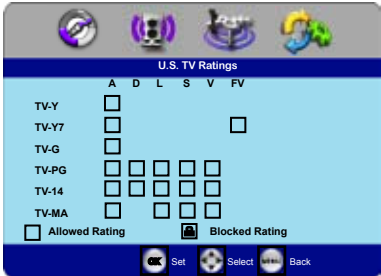 U.S. TV Ratings
A D L S V FV
TV-Y
TV-Y7
TV-G
TV-PG
TV-14
TV-MA
Allowed Rating Blocked Rating
OK Set Select MENU Back